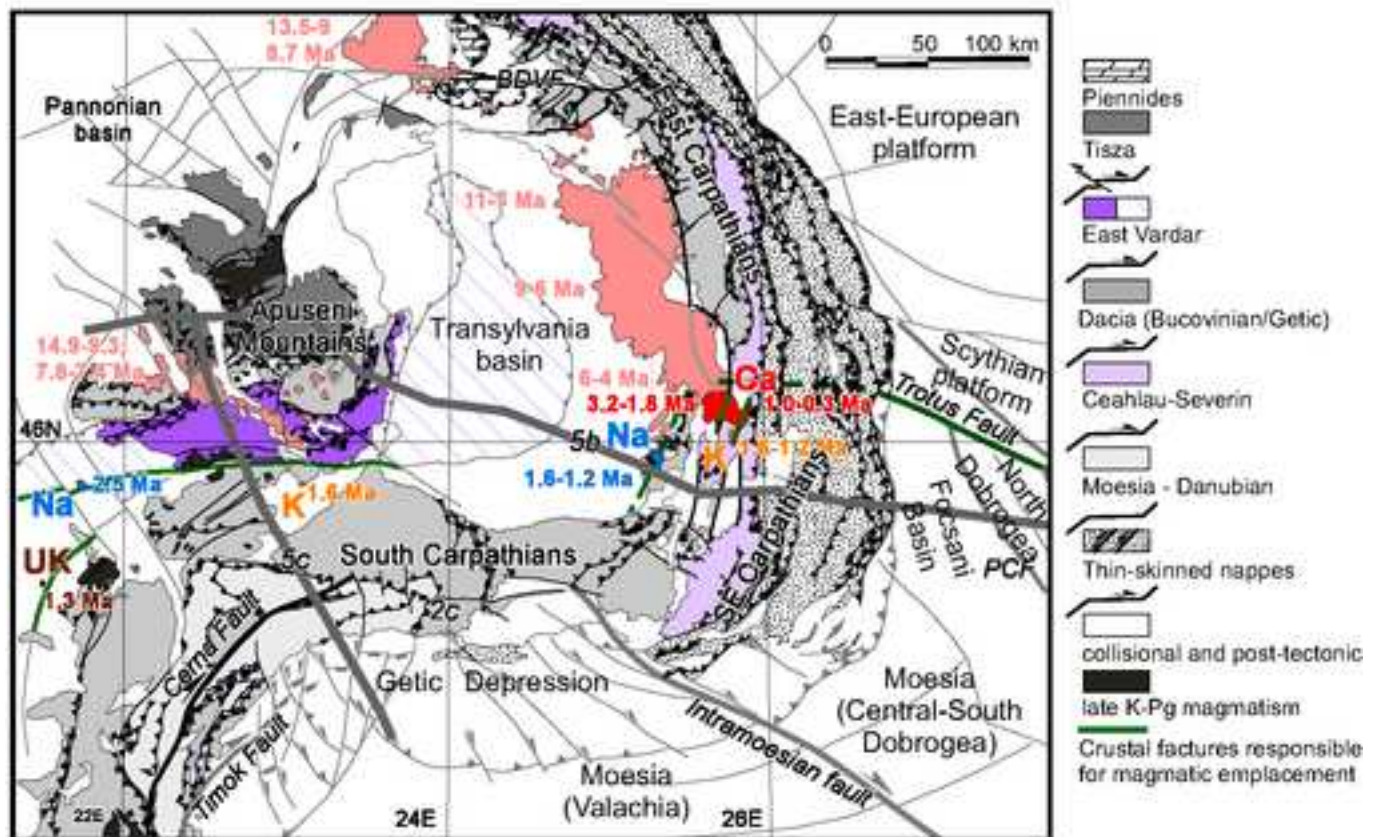 13.5-9
8.7 Ma
0 50 100 km
BDVF
Pannonian
basin
East Carpathians
East-European
platform
11-7 Ma
9-6 Ma
Apuseni
Mountains
Transylvania
basin
14.9-9.3,
Scythian
platform
6-4 Ma
Ca
3.2-1.8 Ma
1.0-0.3 Ma
Trotus Fault
46N
5b
Na
K
1.6-1.2 Ma
1.6-1.2 Ma
Na
2.5 Ma
K
1.6 Ma
North
Dobrogea
Focsani
Basin
PCF
SE Carpathians
UK
1.3 Ma
5c
South Carpathians
2c
Cerna Fault
Getic Depression
Timok Fault
Intramoesian fault
Moesia
(Central-South
Dobrogea)
Moesia
(Valachia)
22E
24E
26E
Piennides
Tisza
East Vardar
Dacia (Bucovinian/Getic)
Ceahlau-Severin
Moesia - Danubian
Thin-skinned nappes
collisional and post-tectonic
late K-Pg magmatism
Crustal factures responsible
for magmatic emplacement